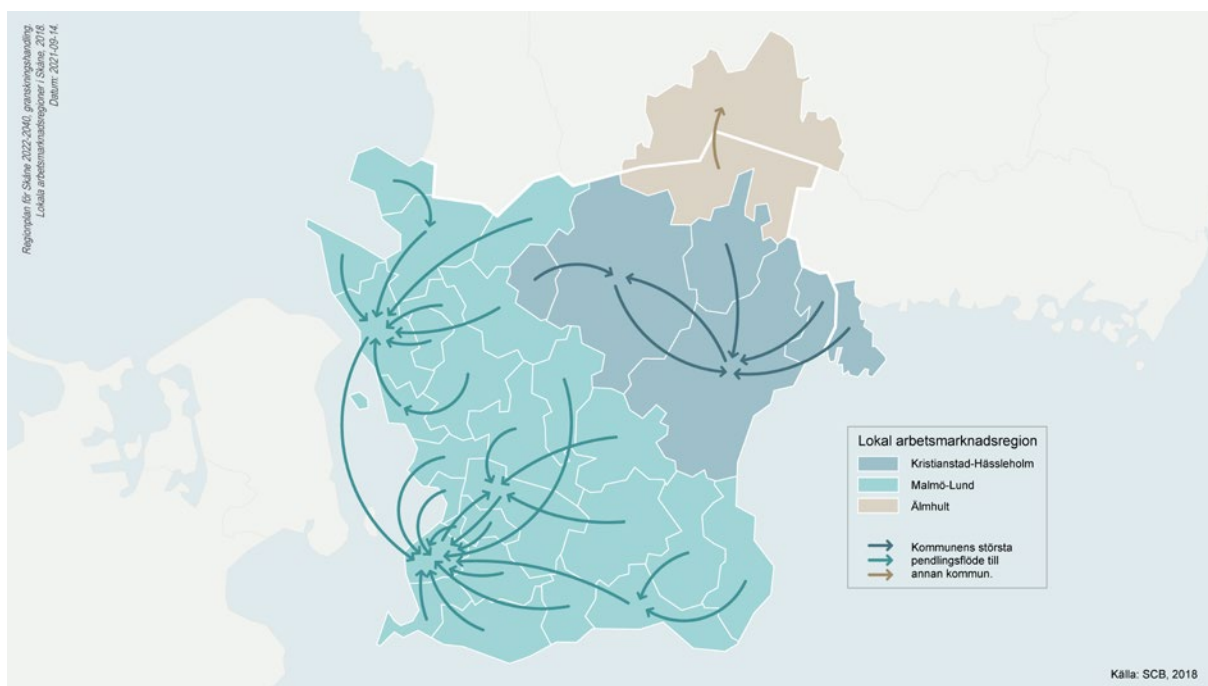 Regionplan för Skåne 2022-2040, granskningshandling.
Lokala arbetsmarknadsregioner i Skåne, 2018.
Datum: 2021-09-14.
Lokal arbetsmarknadsregion
Kristianstad-Hässleholm
Malmö-Lund
Älmhult
Kommunens största
pendlingsflöde till
annan kommun.
Källa: SCB, 2018